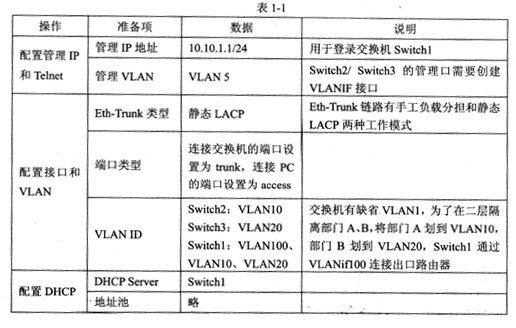 表 1-1
操作 准备项 数据 说明
配置管理 IP 和 Telnet
管理 IP 地址 10.10.1.1/24 用于登录交换机 Switch1
管理 VLAN VLAN 5 Switch2/ Switch3 的管理口需要创建
VLANIF 接口
配置接口和
VLAN
Eth-Trunk 类型 静态 LACP Eth-Trunk 链路有手工负载分担和静态
LACP 两种工作模式
端口类型
连接交换机的端口设
置为 trunk，连接 PC
的端口设置为 access
VLAN ID
Switch2：VLAN10
Switch3：VLAN20
Switch1：VLAN100、
VLAN10、VLAN20
交换机有缺省 VLAN1，为了在二层隔
离部门 A、B，将部门 A 划到 VLAN10，
部门 B 划到 VLAN20，Switch1 通过
VLANif100 连接出口路由器
配置 DHCP
DHCP Server Switch1
地址池 略